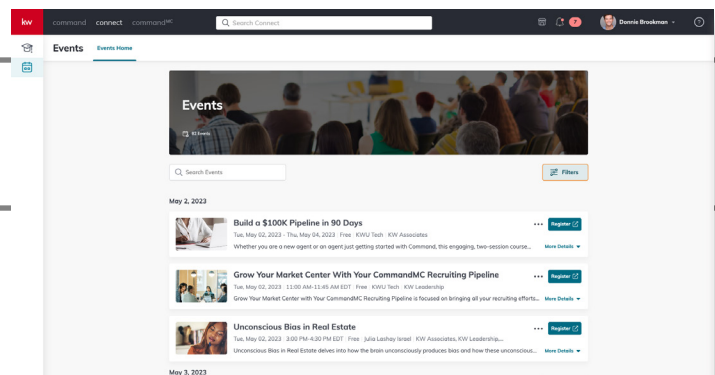 kw command connect command MC Search Connect 7 Donnie Brookman ?
Events Events Home
Events
Search Events Filters
May 2, 2023
Build a $100K Pipeline in 90 Days ••• Register
Tue, May 02, 2023 - Thu, May 04, 2023 · Free · KWU Tech · KW Associates
Whether you are a new agent or an agent just getting started with Command, this engaging, two-session course... More Details
Grow Your Market Center With Your CommandMC Recruiting Pipeline ••• Register
Tue, May 02, 2023 · 11:00 AM-11:45 AM EDT · Free · KWU Tech · KW Leadership
Grow Your Market Center with Your CommandMC Recruiting Pipeline is focused on bringing all your recruiting efforts... More Details
Unconscious Bias in Real Estate ••• Register
Tue, May 02, 2023 · 3:00 PM-4:30 PM EDT · Free · Julia Lashay Israel · KW Associates, KW Leadership,...
Unconscious Bias in Real Estate delves into how the brain unconsciously produces bias and how these unconscious... More Details
May 3, 2023